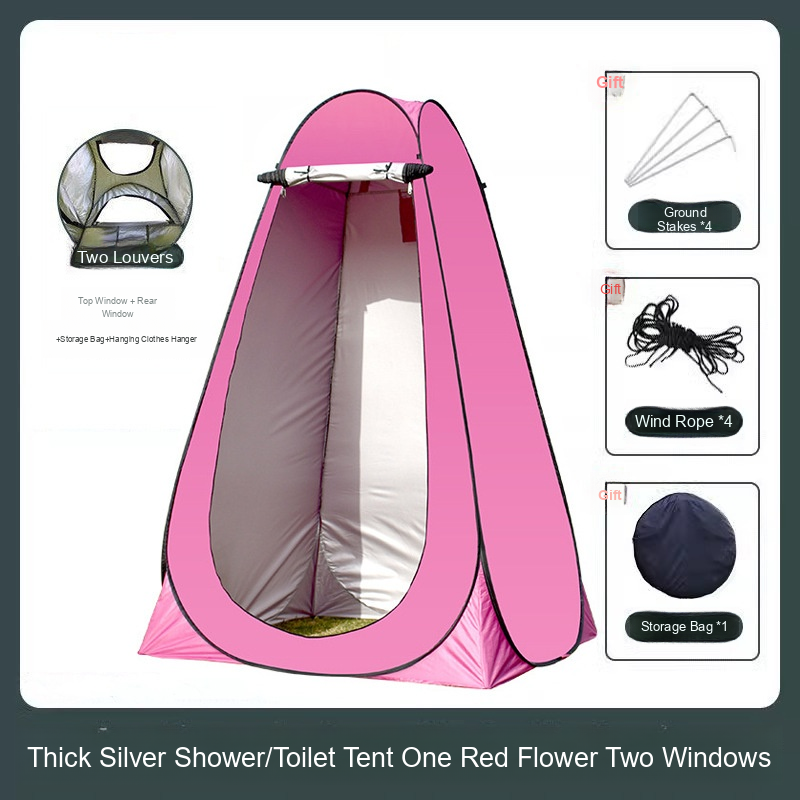 Two Louvers
Top Window + Rear
Window
+Storage Bag+Hanging Clothes Hanger
Gift
Ground
Stakes *4
Gift
Wind Rope *4
Gift
Storage Bag *1
Thick Silver Shower/Toilet Tent One Red Flower Two Windows